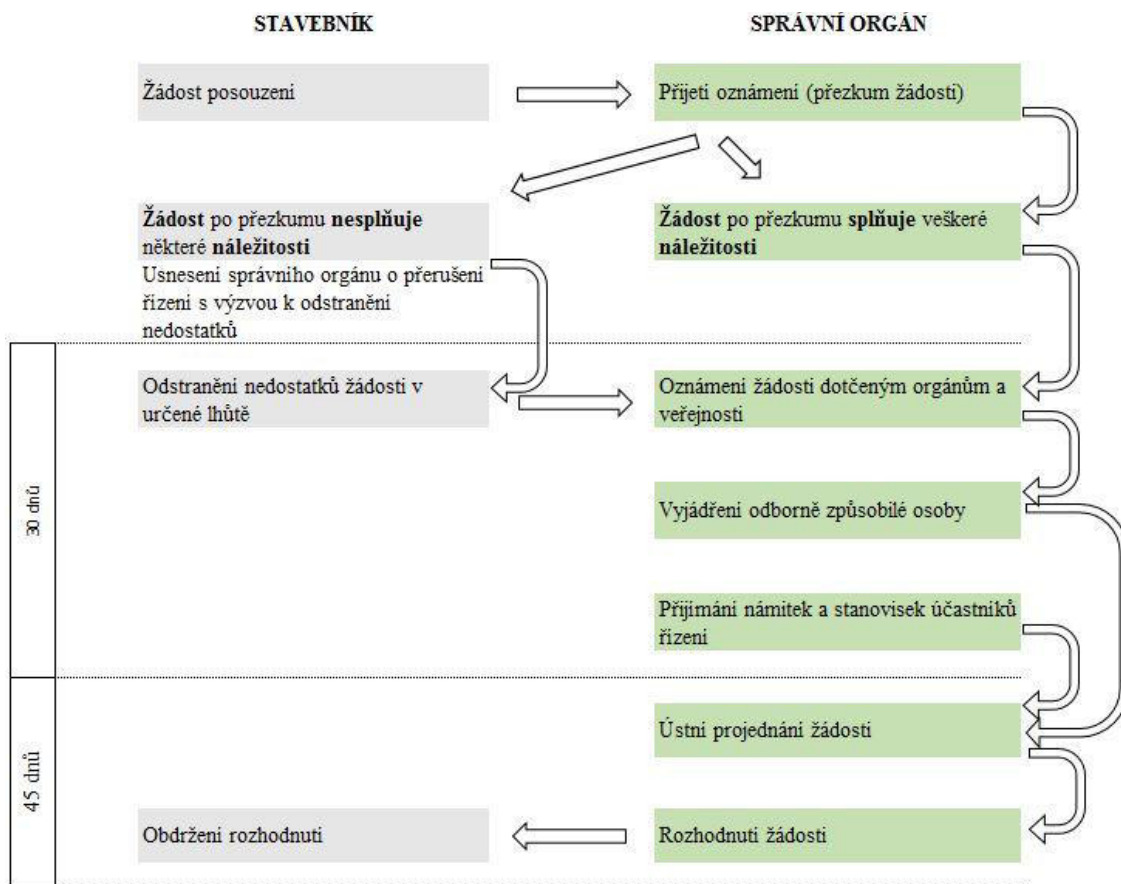 STAVEBNÍK
SPRÁVNÍ ORGÁN
Žádost posouzení
Přijetí oznámení (přezkum žádosti)
Žádost po přezkumu nesplňuje
některé náležitosti
Usnesení správního orgánu o přerušení
řízení s výzvou k odstranění
nedostatků
Žádost po přezkumu splňuje veškeré
náležitosti
30 dnů
Odstranění nedostatků žádosti v
určené lhůtě
Oznámení žádosti dotčeným orgánům a
veřejnosti
Vyjádření odborně způsobilé osoby
Přijímání námitek a stanovisek účastníků
řízení
45 dnů
Ústní projednání žádosti
Obdržení rozhodnutí
Rozhodnutí žádosti